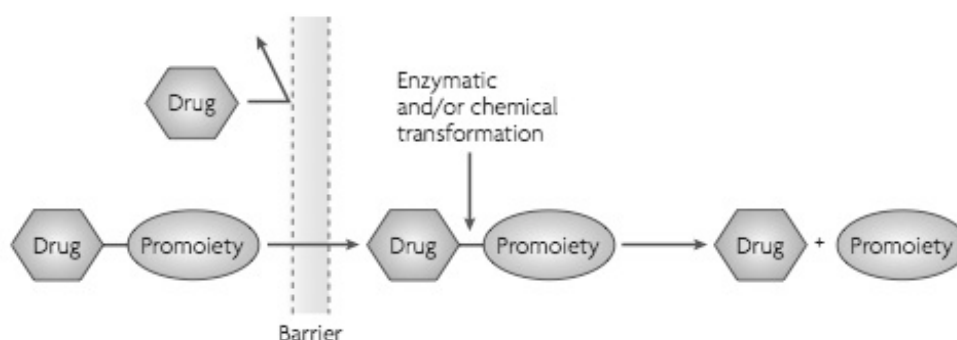 Drug
Enzymatic
and/or chemical
transformation
Drug
Promoiety
Drug
Promoiety
Drug
+
Promoiety
Barrier